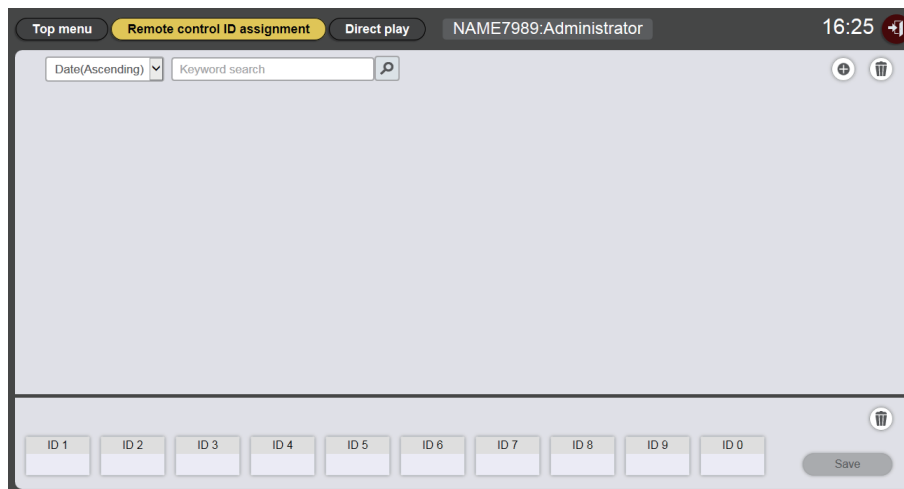 Top menu Remote control ID assignment Direct play NAME7989:Administrator 16:25
Date(Ascending) Keyword search
ID 1 ID 2 ID 3 ID 4 ID 5 ID 6 ID 7 ID 8 ID 9 ID 0
Save